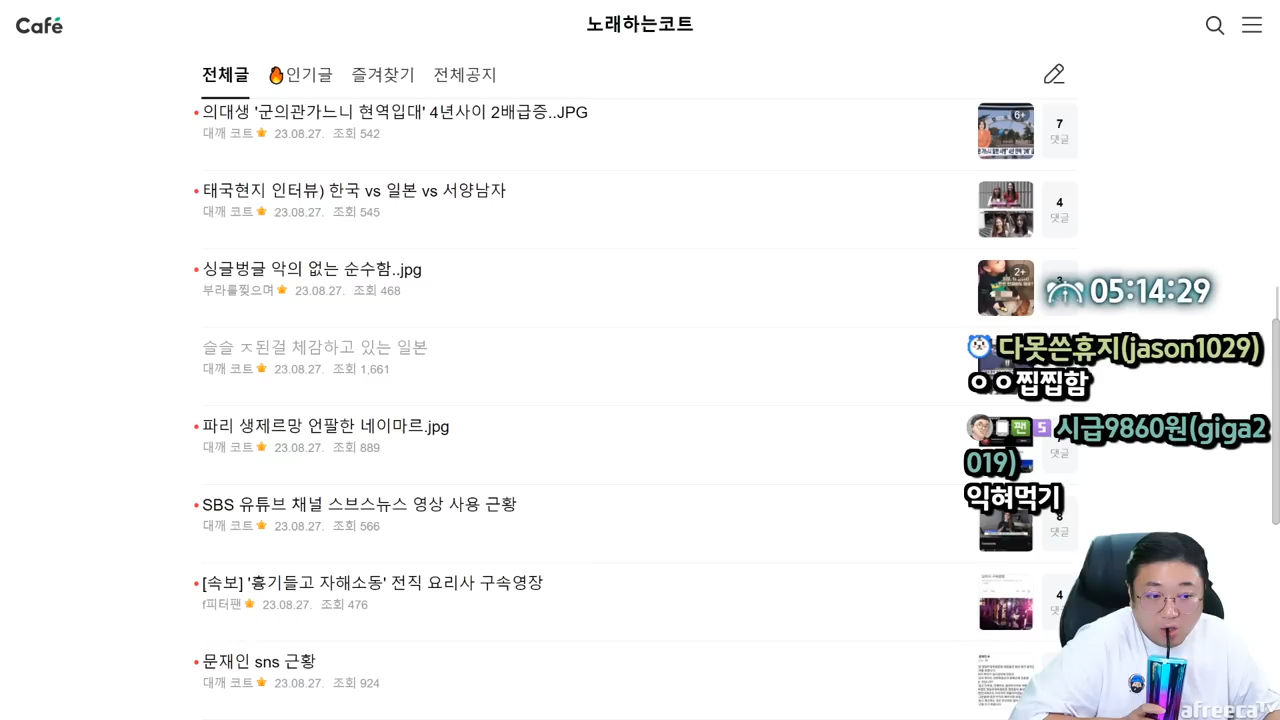 Café
노래하는코트
전체글 인기글 즐겨찾기 전체공지
의대생 '군의관가느니 현역입대' 4년사이 2배급증..JPG
대깨 코트 23.08.27. 조회 542
6+
7
댓글
태국현지 인터뷰) 한국 vs 일본 vs 서양남자
대깨 코트 23.08.27. 조회 545
4
댓글
싱글벙글 악의 없는 순수함..jpg
부라를찢으며 27. 조회 468
2+
05:14:29
슬슬 ㅈ된걸 체감하고 있는 일본
대깨 코트 23.08.27. 조회 1,661
다못쓴휴지(jason1029)
ㅇㅇ찝찝함
파리 생제르망 언팔한 네이마르.jpg
대깨 코트 23.08.27. 조회 889
짼 5 시급9860원(giga2
019)
댓글
익혀먹기
SBS 유튜브 채널 스브스뉴스 영상 사용 근황
대깨 코트 23.08.27. 조회 566
8
댓글
[속보] '흉기들고 자해소동' 전직 요리사 구속영장
f피터팬 23.08.27. 조회 476
4
문재인 sns 근황
대깨 코트 23.08.27. 조회
afreecaTV